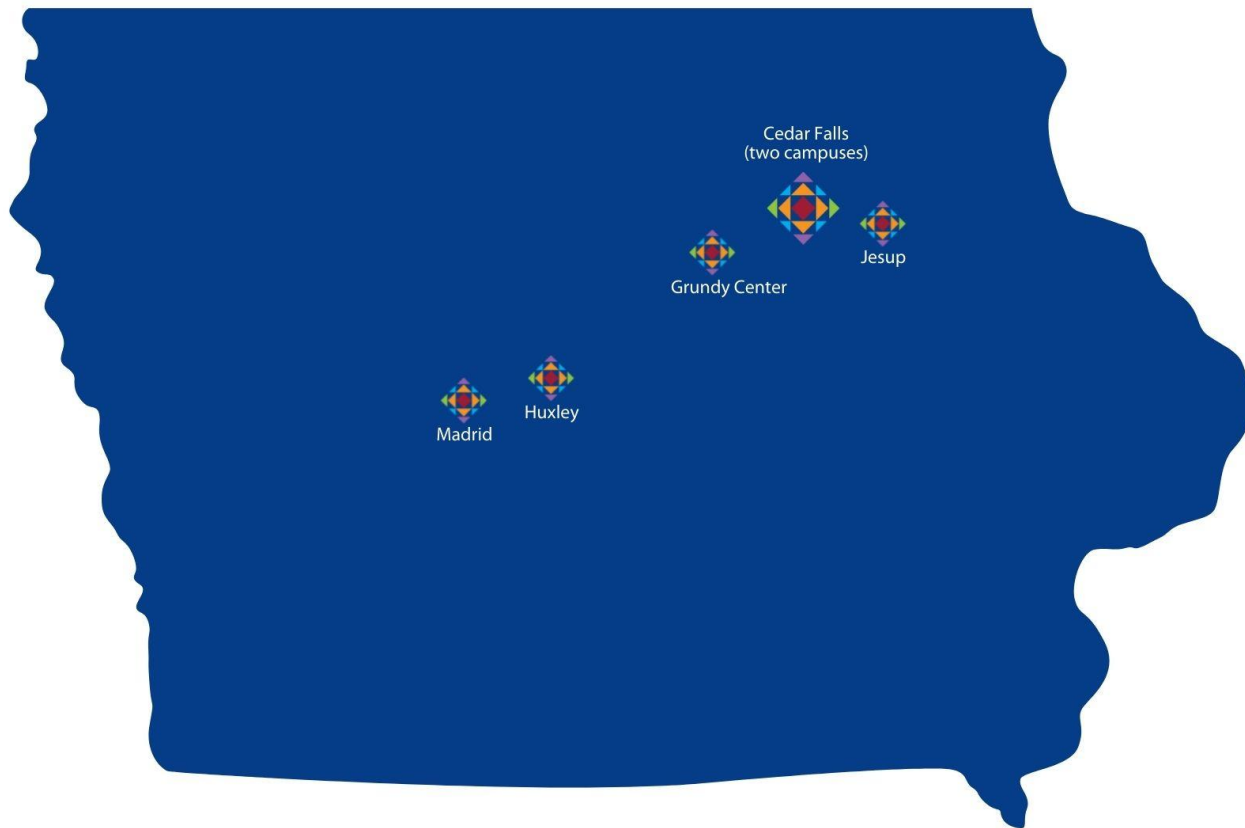 Cedar Falls
(two campuses)
Jesup
Grundy Center
Huxley
Madrid